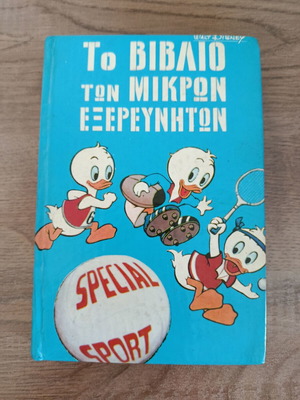 WALT DISNEY
Το ΒΙΒΛΙΟ
ΤΩΝ ΜΙΚΡΩΝ
ΕΞΕΡΕΥΝΗΤΩΝ
SPECIAL
SPORT